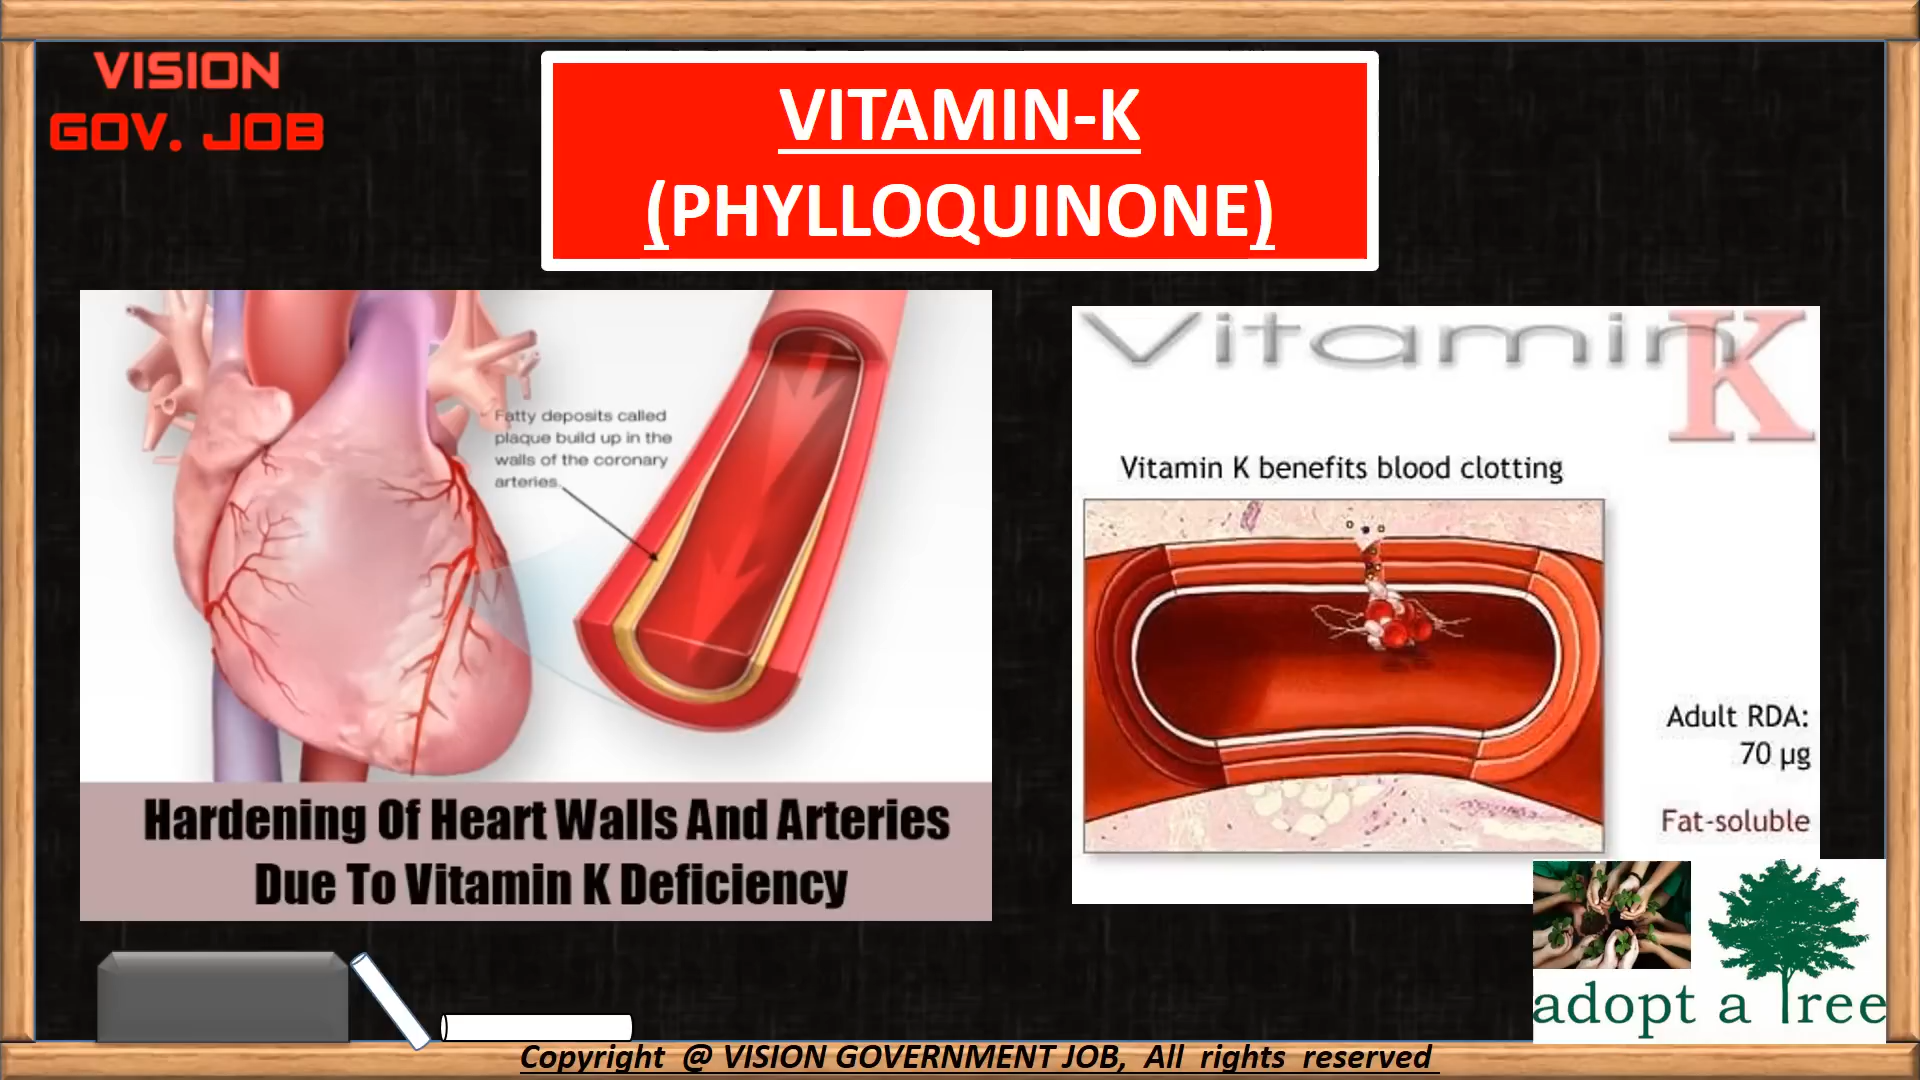 VISION
GOV. JOB
VITAMIN-K
(PHYLLOQUINONE)
Fatty deposits called
plaque build up in the
walls of the coronary
arteries.
Hardening Of Heart Walls And Arteries
Due To Vitamin K Deficiency
Vitamin K
Vitamin K benefits blood clotting
Adult RDA:
70 µg
Fat-soluble
adopt a Tree
Copyright @ VISION GOVERNMENT JOB, All rights reserved